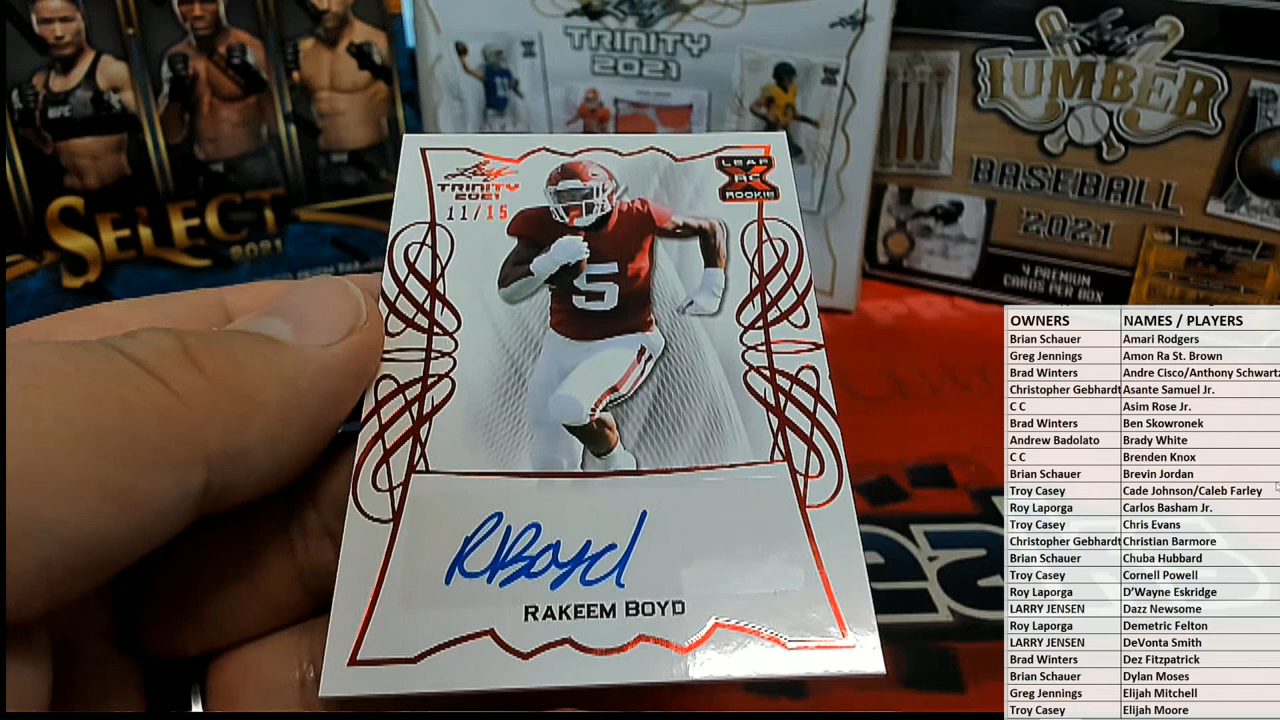 UFC
SELECT
2021
Leaf
TRINITY
2021
Leaf
LUMBER
BASEBALL
2021
4 PREMIUM
CARDS PER BOX
Leaf
TRINITY
2021
11/15
LEAF
RC
ROOKIE
5
RBoyd
RAKEEM BOYD
OWNERS NAMES / PLAYERS
Brian Schauer Amari Rodgers
Greg Jennings Amon Ra St. Brown
Brad Winters Andre Cisco/Anthony Schwartz
Christopher Gebhardt Asante Samuel Jr.
C C Asim Rose Jr.
Brad Winters Ben Skowronek
Andrew Badolato Brady White
C C Brenden Knox
Brian Schauer Brevin Jordan
Troy Casey Cade Johnson/Caleb Farley
Roy Laporga Carlos Basham Jr.
Troy Casey Chris Evans
Christopher Gebhardt Christian Barmore
Brian Schauer Chuba Hubbard
Troy Casey Cornell Powell
Roy Laporga D'Wayne Eskridge
LARRY JENSEN Dazz Newsome
Roy Laporga Demetric Felton
LARRY JENSEN DeVonta Smith
Brad Winters Dez Fitzpatrick
Brian Schauer Dylan Moses
Greg Jennings Elijah Mitchell
Troy Casey Elijah Moore